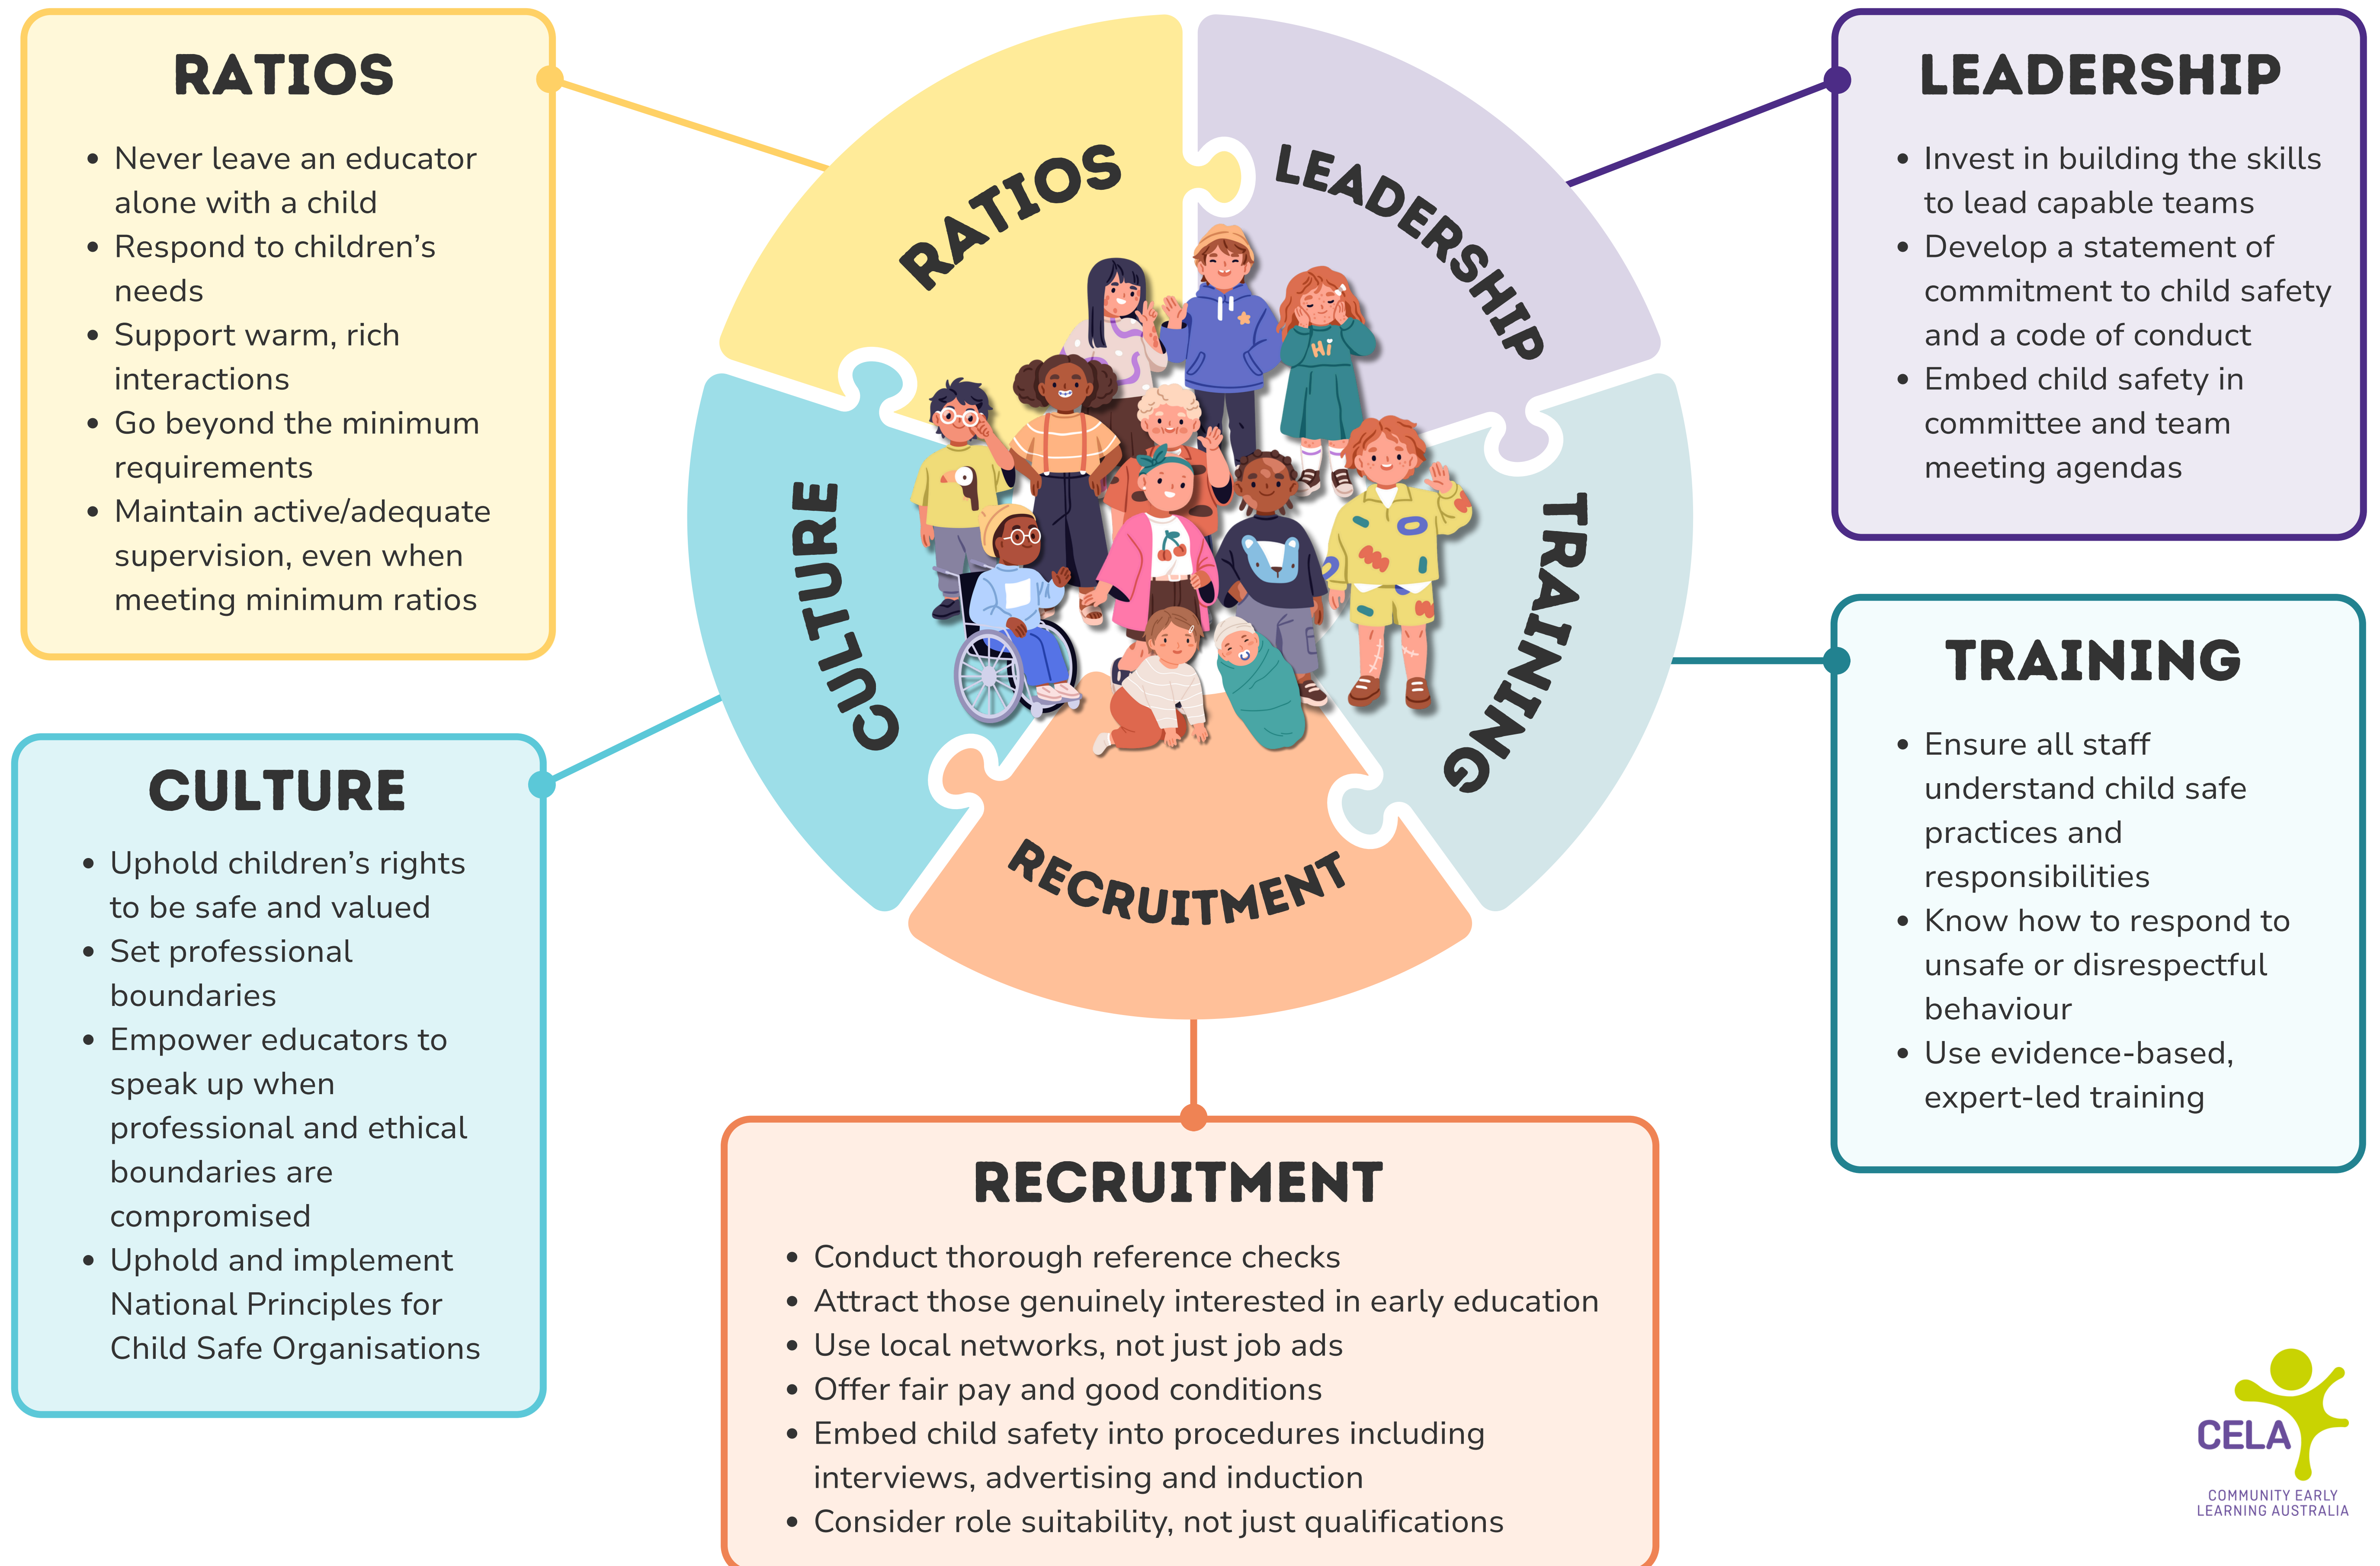 RATIOS
• Never leave an educator
alone with a child
• Respond to children’s
needs
• Support warm, rich
interactions
• Go beyond the minimum
requirements
• Maintain active/adequate
supervision, even when
meeting minimum ratios
CULTURE
• Uphold children’s rights
to be safe and valued
• Set professional
boundaries
• Empower educators to
speak up when
professional and ethical
boundaries are
compromised
• Uphold and implement
National Principles for
Child Safe Organisations
RATIOS
LEADERSHIP
CULTURE
TRAINING
RECRUITMENT
Hi
RECRUITMENT
• Conduct thorough reference checks
• Attract those genuinely interested in early education
• Use local networks, not just job ads
• Offer fair pay and good conditions
• Embed child safety into procedures including
interviews, advertising and induction
• Consider role suitability, not just qualifications
LEADERSHIP
• Invest in building the skills
to lead capable teams
• Develop a statement of
commitment to child safety
and a code of conduct
• Embed child safety in
committee and team
meeting agendas
TRAINING
• Ensure all staff
understand child safe
practices and
responsibilities
• Know how to respond to
unsafe or disrespectful
behaviour
• Use evidence-based,
expert-led training
CELA
COMMUNITY EARLY
LEARNING AUSTRALIA